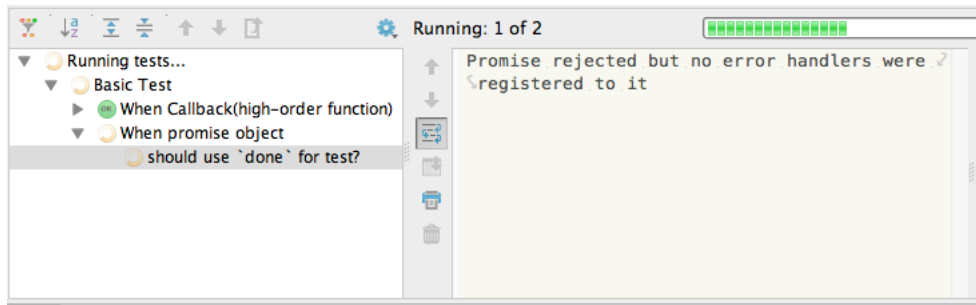 Running: 1 of 2
Running tests...
Basic Test
When Callback(high-order function)
When promise object
should use `done` for test?
Promise rejected but no error handlers were
registered to it